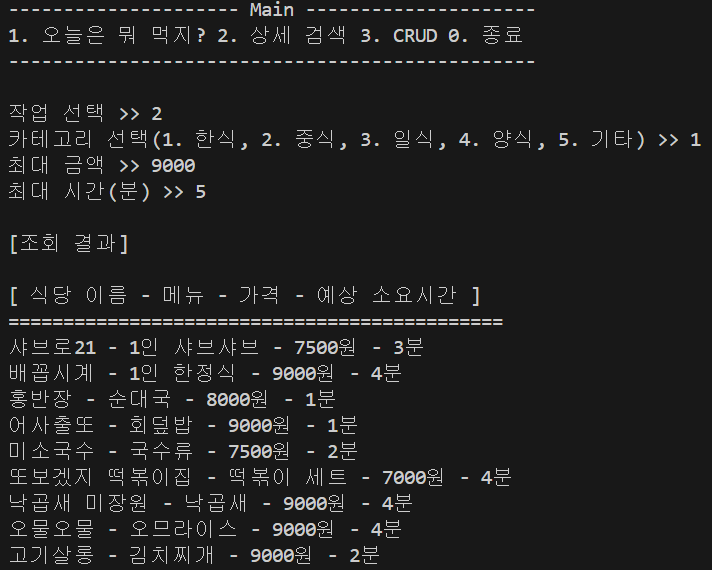 --------------------- Main ---------------------
1. 오늘은 뭐 먹지? 2. 상세 검색 3. CRUD 0. 종료
------------------------------------------------
작업 선택 >> 2
카테고리 선택(1. 한식, 2. 중식, 3. 일식, 4. 양식, 5. 기타) >> 1
최대 금액 >> 9000
최대 시간(분) >> 5
[조회 결과]
[ 식당 이름 - 메뉴 - 가격 - 예상 소요시간 ]
=============================================
샤브로21 - 1인 샤브샤브 - 7500원 - 3분
배꼽시계 - 1인 한정식 - 9000원 - 4분
홍반장 - 순대국 - 8000원 - 1분
어사출또 - 회덮밥 - 9000원 - 1분
미소국수 - 국수류 - 7500원 - 2분
또보겠지 떡볶이집 - 떡볶이 세트 - 7000원 - 4분
낙곱새 미장원 - 낙곱새 - 9000원 - 4분
오물오물 - 오므라이스 - 9000원 - 4분
고기살롱 - 김치찌개 - 9000원 - 2분